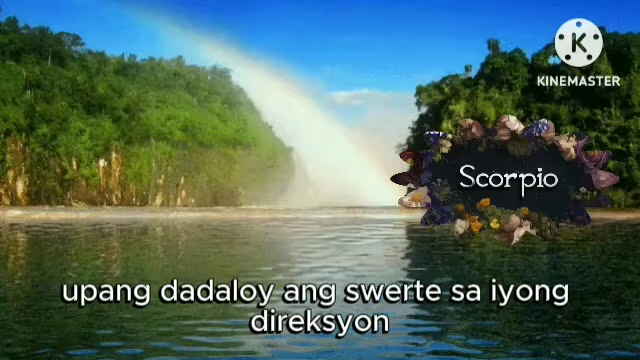 K
KINEMASTER
Scorpio
upang dadaloy ang swerte sa iyong
direksyon